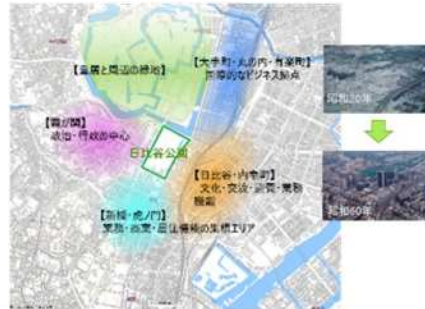 【皇居と周辺の緑地】
【大手町・丸の内・有楽町】
国際的なビジネス拠点
【霞が関】
政治・行政の中心
日比谷公園
【日比谷・内幸町】
文化・交流・商業・業務
機能
【新橋・虎ノ門】
業務・商業・居住機能の集積エリア
昭和20年
昭和60年